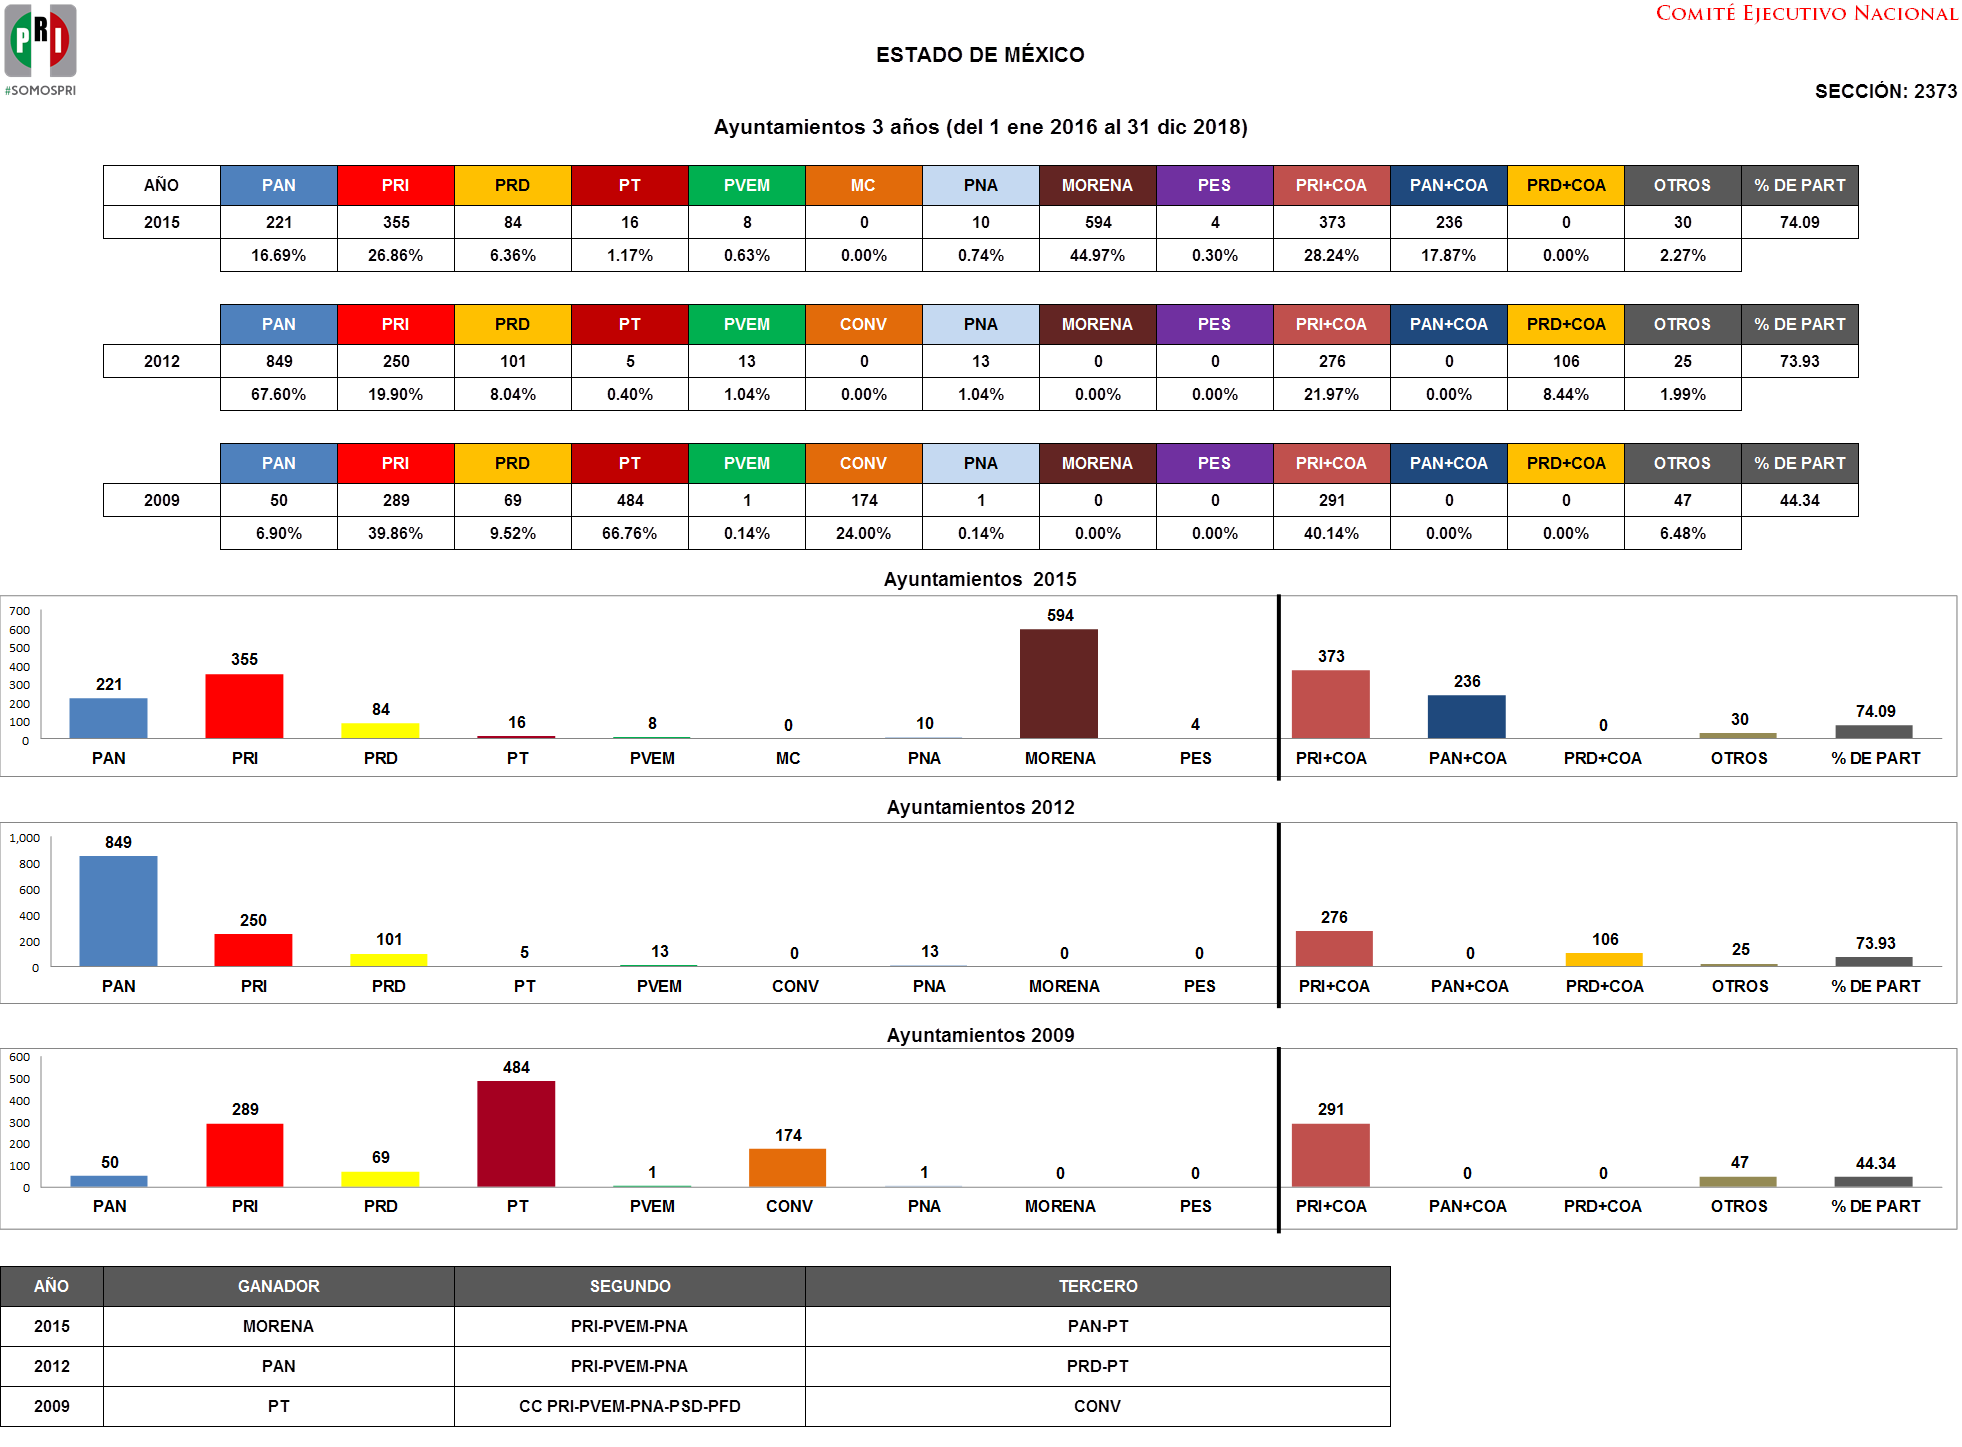 PRI
#SOMOSPRI
COMITÉ EJECUTIVO NACIONAL
ESTADO DE MÉXICO
SECCIÓN: 2373
Ayuntamientos 3 años (del 1 ene 2016 al 31 dic 2018)
AÑO PAN PRI PRD PT PVEM MC PNA MORENA PES PRI+COA PAN+COA PRD+COA OTROS % DE PART
2015 221 355 84 16 8 0 10 594 4 373 236 0 30 74.09
16.69% 26.86% 6.36% 1.17% 0.63% 0.00% 0.74% 44.97% 0.30% 28.24% 17.87% 0.00% 2.27%
PAN PRI PRD PT PVEM CONV PNA MORENA PES PRI+COA PAN+COA PRD+COA OTROS % DE PART
2012 849 250 101 5 13 0 13 0 0 276 0 106 25 73.93
67.60% 19.90% 8.04% 0.40% 1.04% 0.00% 1.04% 0.00% 0.00% 21.97% 0.00% 8.44% 1.99%
PAN PRI PRD PT PVEM CONV PNA MORENA PES PRI+COA PAN+COA PRD+COA OTROS % DE PART
2009 50 289 69 484 1 174 1 0 0 291 0 0 47 44.34
6.90% 39.86% 9.52% 66.76% 0.14% 24.00% 0.14% 0.00% 0.00% 40.14% 0.00% 0.00% 6.48%
Ayuntamientos 2015
700
600
500
400
300
200
100
0
221 355 84 16 8 0 10 594 4 373 236 0 30 74.09
PAN PRI PRD PT PVEM MC PNA MORENA PES PRI+COA PAN+COA PRD+COA OTROS % DE PART
Ayuntamientos 2012
1,000
800
600
400
200
0
849 250 101 5 13 0 13 0 0 276 0 106 25 73.93
PAN PRI PRD PT PVEM CONV PNA MORENA PES PRI+COA PAN+COA PRD+COA OTROS % DE PART
Ayuntamientos 2009
600
500
400
300
200
100
0
50 289 69 484 1 174 1 0 0 291 0 0 47 44.34
PAN PRI PRD PT PVEM CONV PNA MORENA PES PRI+COA PAN+COA PRD+COA OTROS % DE PART
AÑO GANADOR SEGUNDO TERCERO
2015 MORENA PRI-PVEM-PNA PAN-PT
2012 PAN PRI-PVEM-PNA PRD-PT
2009 PT CC PRI-PVEM-PNA-PSD-PFD CONV